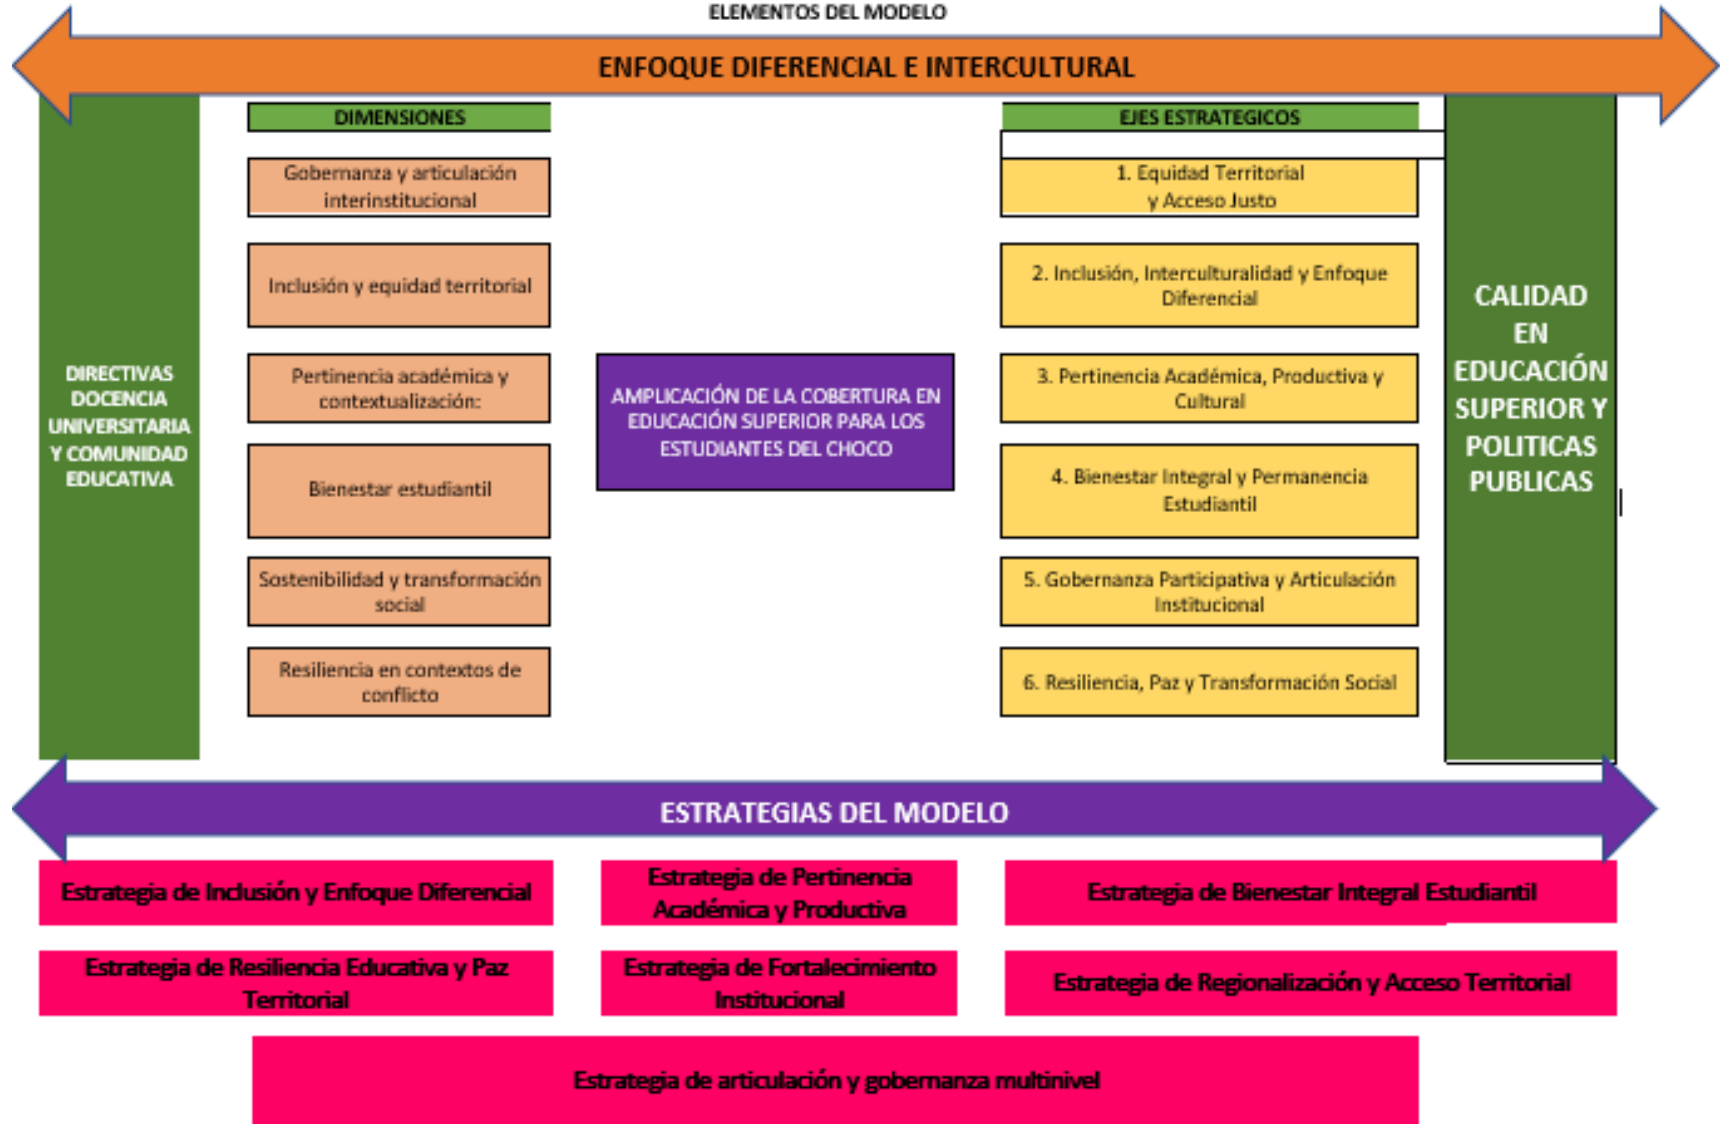 ELEMENTOS DEL MODELO
ENFOQUE DIFERENCIAL E INTERCULTURAL
DIRECTIVAS
DOCENCIA
UNIVERSITARIA
Y COMUNIDAD
EDUCATIVA
DIMENSIONES
Gobernanza y articulación
interinstitucional
Inclusión y equidad territorial
Pertinencia académica y
contextualización:
Bienestar estudiantil
Sostenibilidad y transformación
social
Resiliencia en contextos de
conflicto
AMPLICACIÓN DE LA COBERTURA EN
EDUCACIÓN SUPERIOR PARA LOS
ESTUDIANTES DEL CHOCO
EJES ESTRATEGICOS
1. Equidad Territorial
y Acceso Justo
2. Inclusión, Interculturalidad y Enfoque
Diferencial
3. Pertinencia Académica, Productiva y
Cultural
4. Bienestar Integral y Permanencia
Estudiantil
5. Gobernanza Participativa y Articulación
Institucional
6. Resiliencia, Paz y Transformación Social
CALIDAD
EN
EDUCACIÓN
SUPERIOR Y
POLITICAS
PUBLICAS
ESTRATEGIAS DEL MODELO
Estrategia de Inclusión y Enfoque Diferencial
Estrategia de Pertinencia
Académica y Productiva
Estrategia de Bienestar Integral Estudiantil
Estrategia de Resiliencia Educativa y Paz
Territorial
Estrategia de Fortalecimiento
Institucional
Estrategia de Regionalización y Acceso Territorial
Estrategia de articulación y gobernanza multinivel